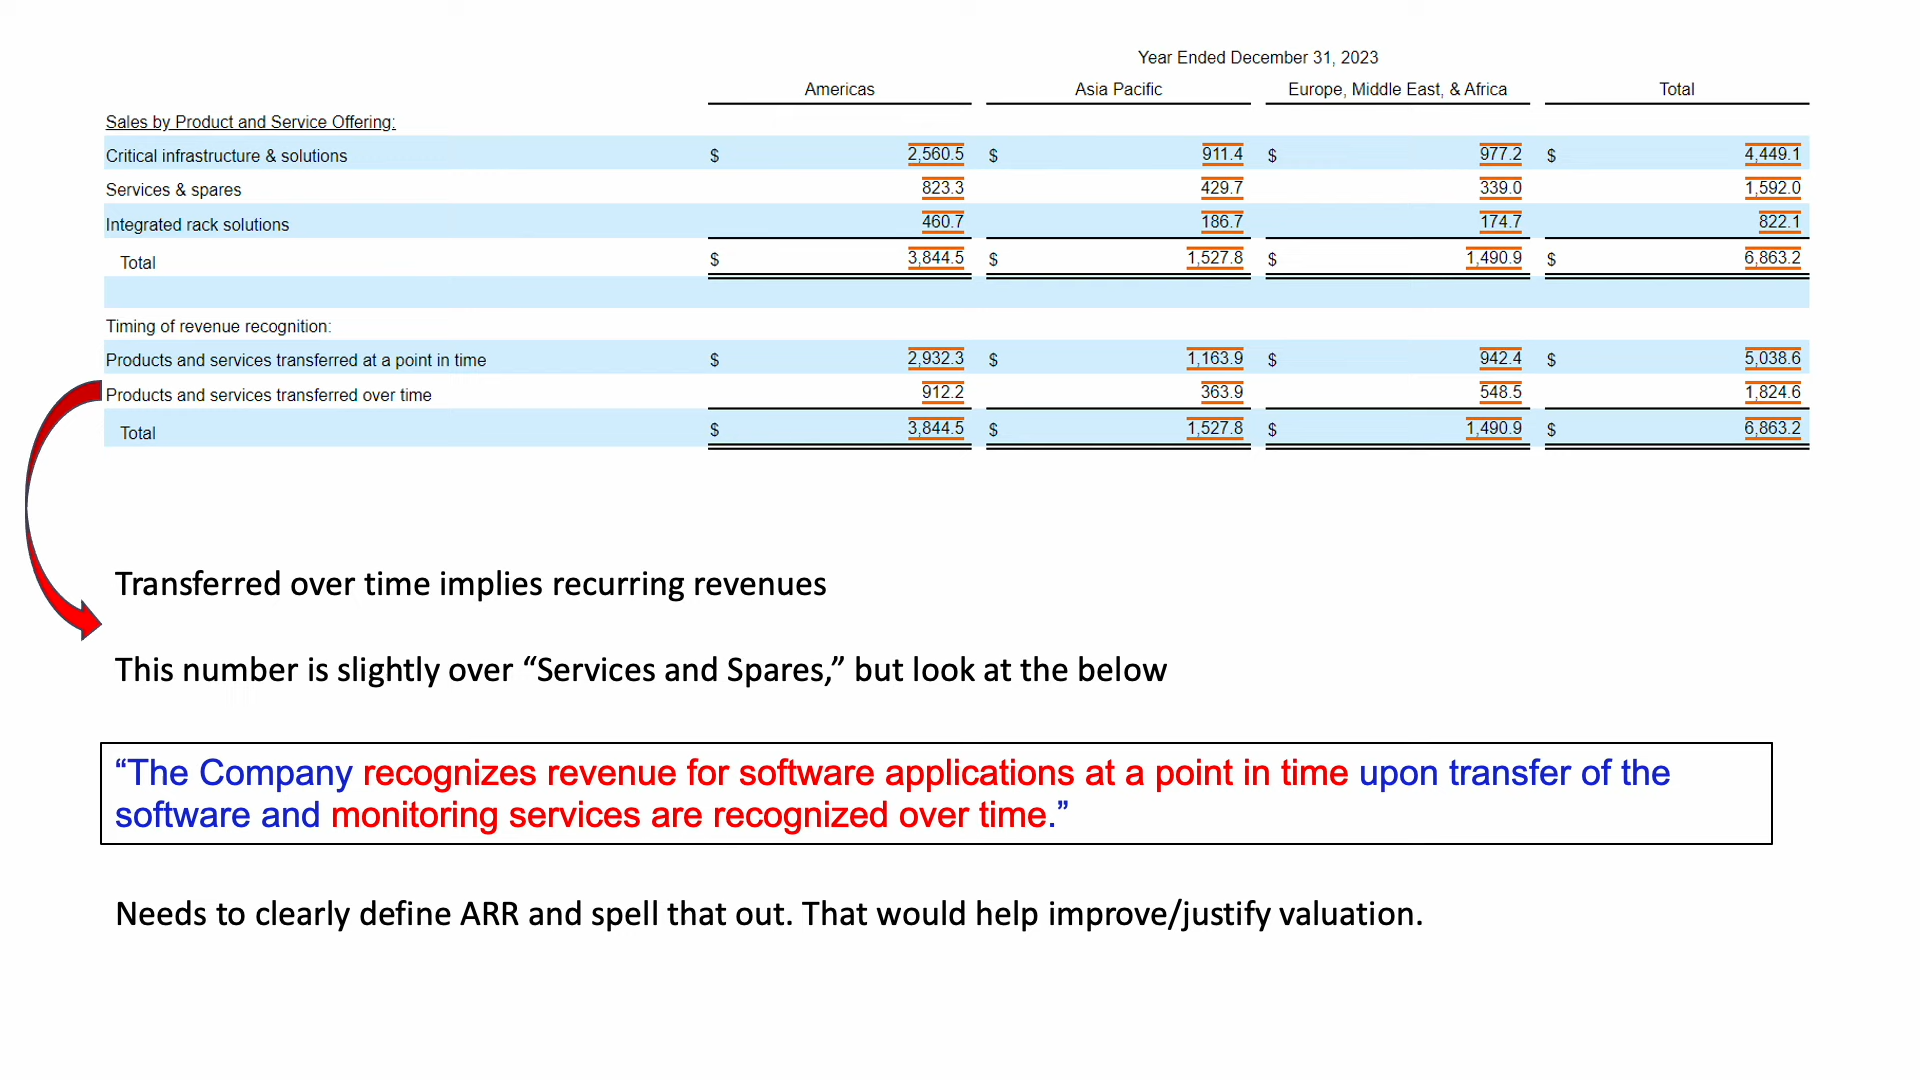 Year Ended December 31, 2023
Americas Asia Pacific Europe, Middle East, & Africa Total
Sales by Product and Service Offering:
Critical infrastructure & solutions $ 2,560.5 $ 911.4 $ 977.2 $ 4,449.1
Services & spares 823.3 429.7 339.0 1,592.0
Integrated rack solutions 460.7 186.7 174.7 822.1
Total $ 3,844.5 $ 1,527.8 $ 1,490.9 $ 6,863.2
Timing of revenue recognition:
Products and services transferred at a point in time $ 2,932.3 $ 1,163.9 $ 942.4 $ 5,038.6
Products and services transferred over time 912.2 363.9 548.5 1,824.6
Total $ 3,844.5 $ 1,527.8 $ 1,490.9 $ 6,863.2
Transferred over time implies recurring revenues
This number is slightly over “Services and Spares,” but look at the below
“The Company recognizes revenue for software applications at a point in time upon transfer of the
software and monitoring services are recognized over time.”
Needs to clearly define ARR and spell that out. That would help improve/justify valuation.